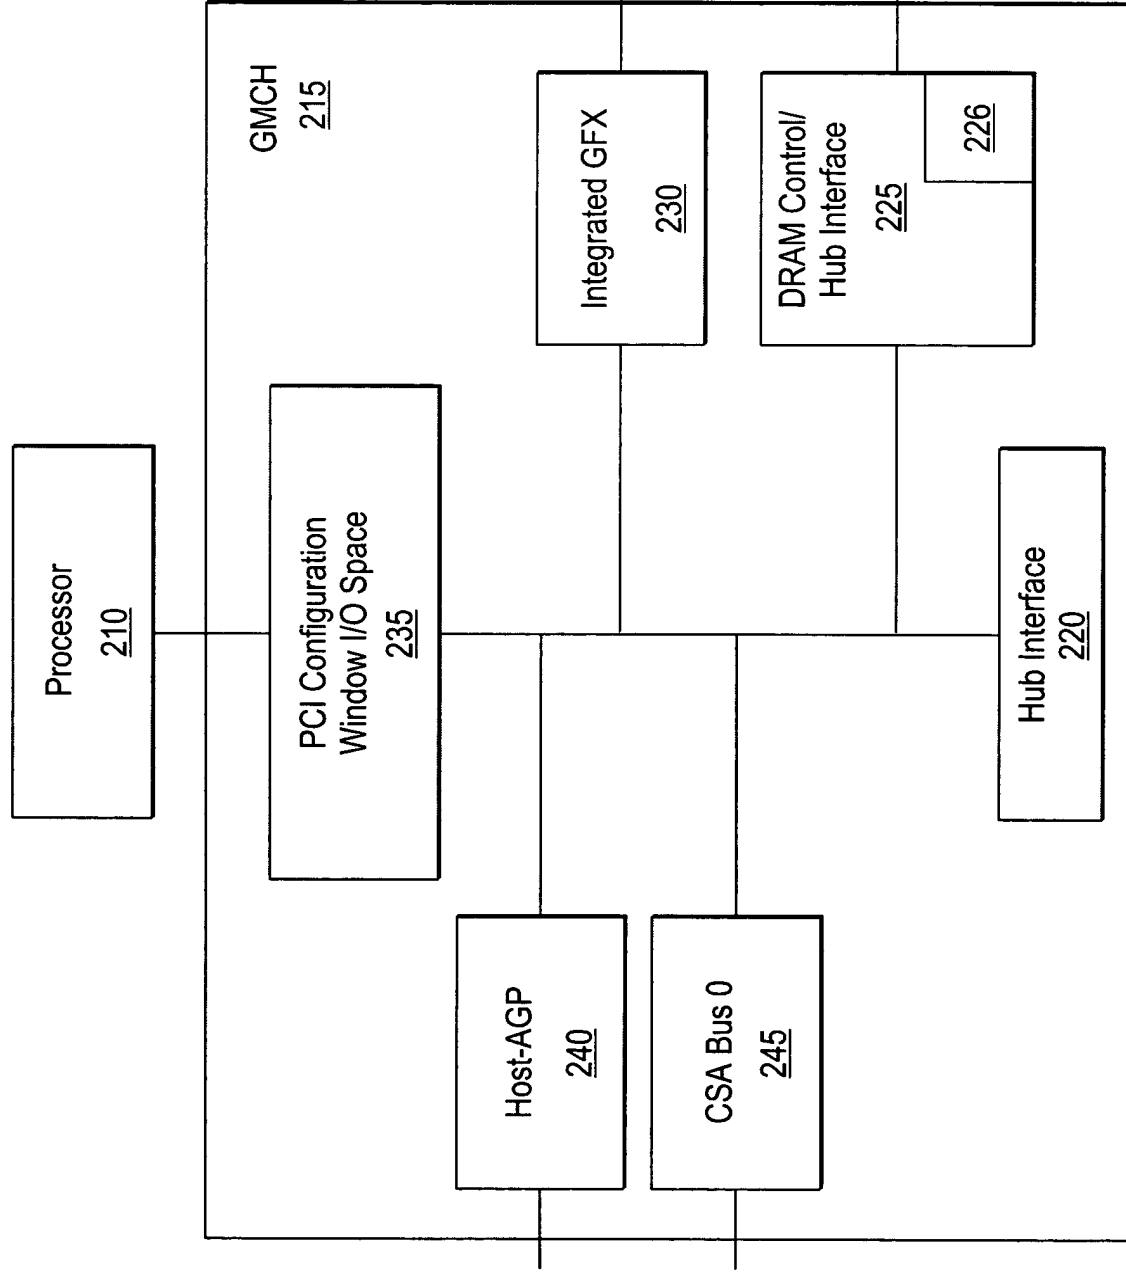 Processor
210
GMCH
215
PCI Configuration
Window I/O Space
235
Host-AGP
240
Integrated GFX
230
CSA Bus 0
245
DRAM Control/
Hub Interface
225
226
Hub Interface
220